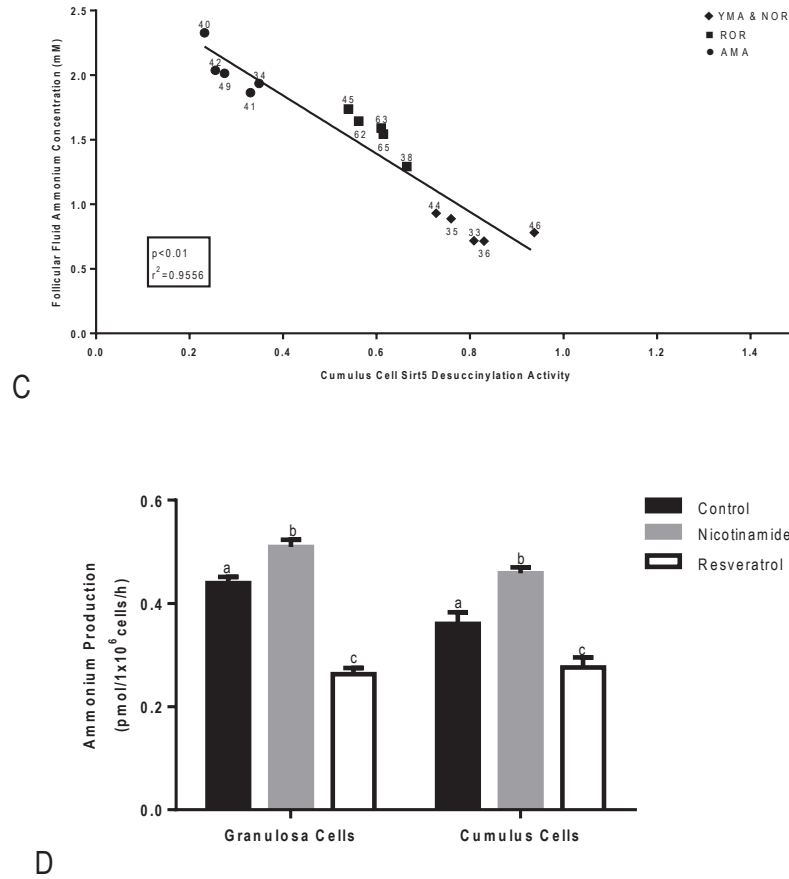 2.5
2.0
1.5
1.0
0.5
0.0
Follicular Fluid Ammonium Concentration (mM)
YMA & NOR
ROR
AMA
40
42
49
34
41
45
62
63
65
38
44
35
33
36
46
p<0.01
r²=0.9556
0.0 0.2 0.4 0.6 0.8 1.0 1.2 1.4
Cumulus Cell Sirt5 Desuccinylation Activity
C
0.6
0.4
0.2
0.0
Ammonium Production
(pmol/1x10⁶ cells/h)
a b c a b c
Control
Nicotinamide
Resveratrol
Granulosa Cells Cumulus Cells
D